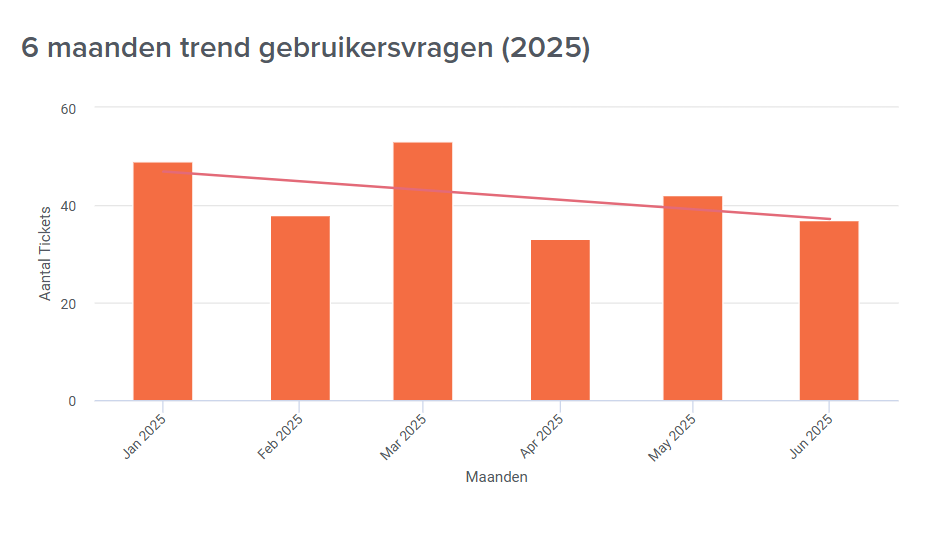 6 maanden trend gebruikersvragen (2025)
60
40
20
0
Aantal Tickets
Jan 2025
Feb 2025
Mar 2025
Apr 2025
May 2025
Jun 2025
Maanden